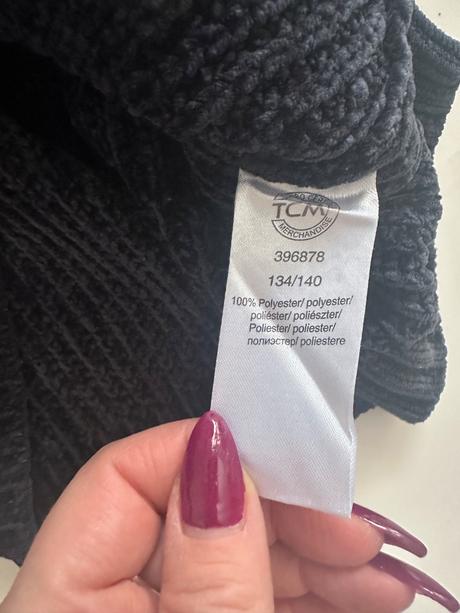 TCM
MERCHANDISE
396878
134/140
100% Polyester/ polyester/
poliéster/ poliészter/
Poliester/ poliester/
полиэстер/ poliestere